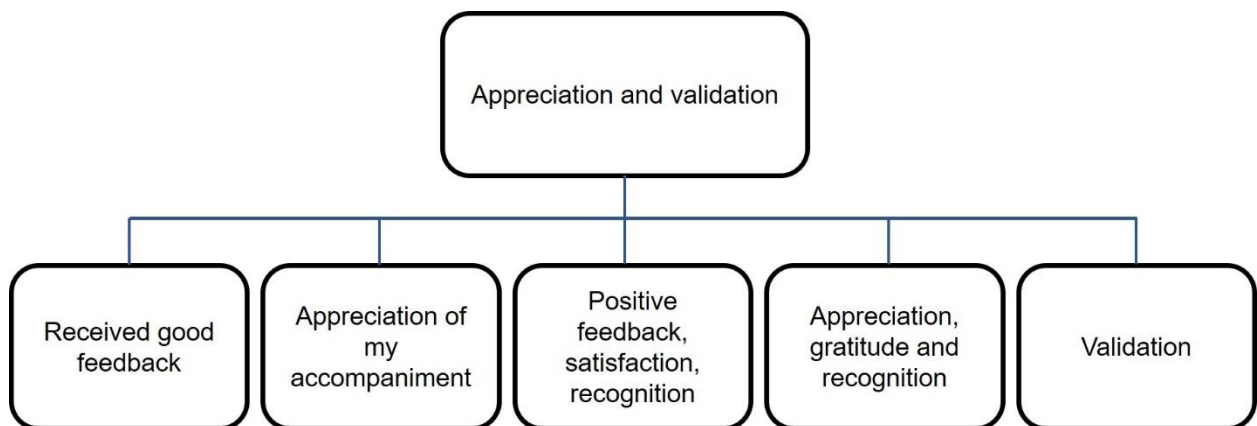 Appreciation and validation
Received good
feedback
Appreciation of
my
accompaniment
Positive
feedback,
satisfaction,
recognition
Appreciation,
gratitude and
recognition
Validation